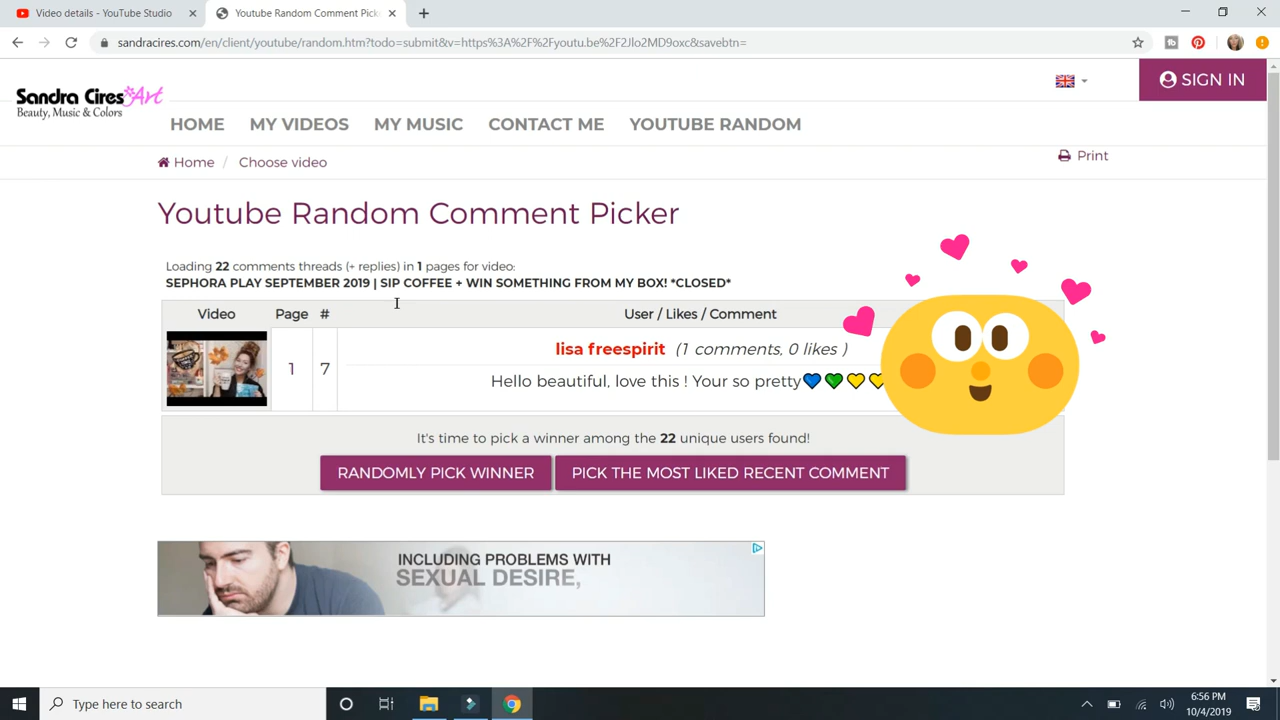 Video details - YouTube Studio
Youtube Random Comment Pick
sandracires.com/en/client/youtube/random.htm?todo=submit&v=https%3A%2F%2Fyoutu.be%2F2Jlo2MD9oxc&savebtn=
Sandra Cires Art
Beauty, Music & Colors
SIGN IN
HOME MY VIDEOS MY MUSIC CONTACT ME YOUTUBE RANDOM
Home / Choose video
Print
Youtube Random Comment Picker
Loading 22 comments threads (+ replies) in 1 pages for video:
SEPHORA PLAY SEPTEMBER 2019 | SIP COFFEE + WIN SOMETHING FROM MY BOX! *CLOSED*
Video Page # User / Likes / Comment
1 7 lisa freespirit (1 comments, 0 likes )
Hello beautiful, love this ! Your so pretty💙💚💛💛
It's time to pick a winner among the 22 unique users found!
RANDOMLY PICK WINNER PICK THE MOST LIKED RECENT COMMENT
INCLUDING PROBLEMS WITH
SEXUAL DESIRE,
Type here to search
6:56 PM
10/4/2019